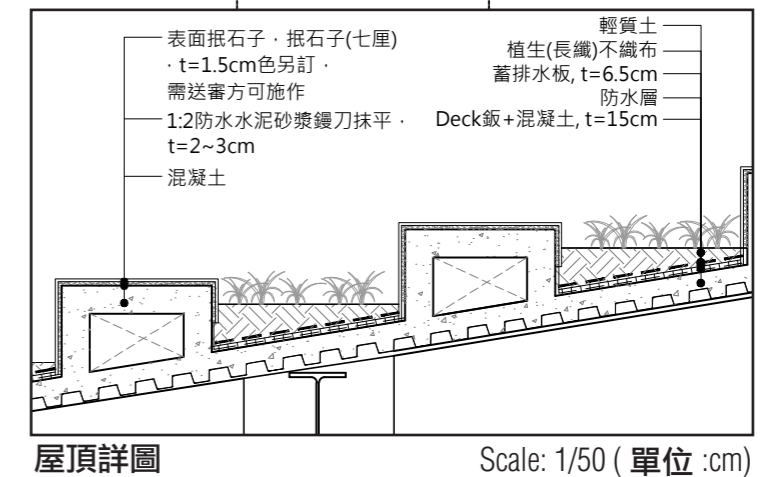 表面抿石子，抿石子(七厘)
，t=1.5cm色另訂，
需送審方可施作
1:2防水水泥砂漿鏝刀抹平，
t=2~3cm
混凝土
輕質土
植生(長纖)不織布
蓄排水板, t=6.5cm
防水層
Deck鈑+混凝土, t=15cm
屋頂詳圖
Scale: 1/50 ( 單位 :cm)